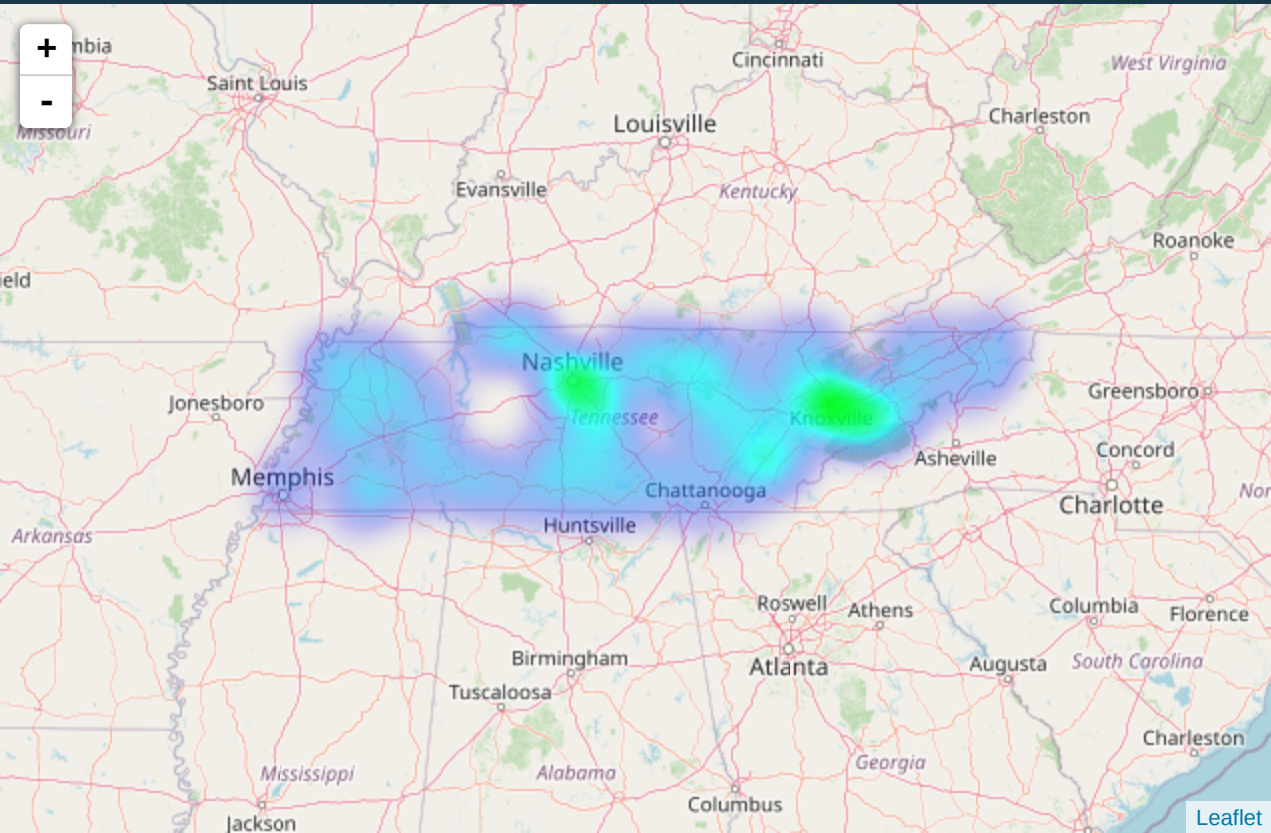 +
-
mbia
Cincinnati
West Virginia
Saint Louis
Charleston
Louisville
Missouri
Evansville
Kentucky
Roanoke
ield
Nashville
Greensboro
Jonesboro
Tennessee
Knoxville
Concord
Asheville
Memphis
Chattanooga
Nor
Charlotte
Huntsville
Arkansas
Roswell
Athens
Columbia
Florence
Birmingham
Atlanta
Augusta
South Carolina
Tuscaloosa
Charleston
Georgia
Mississippi
Alabama
Columbus
Jackson
Leaflet